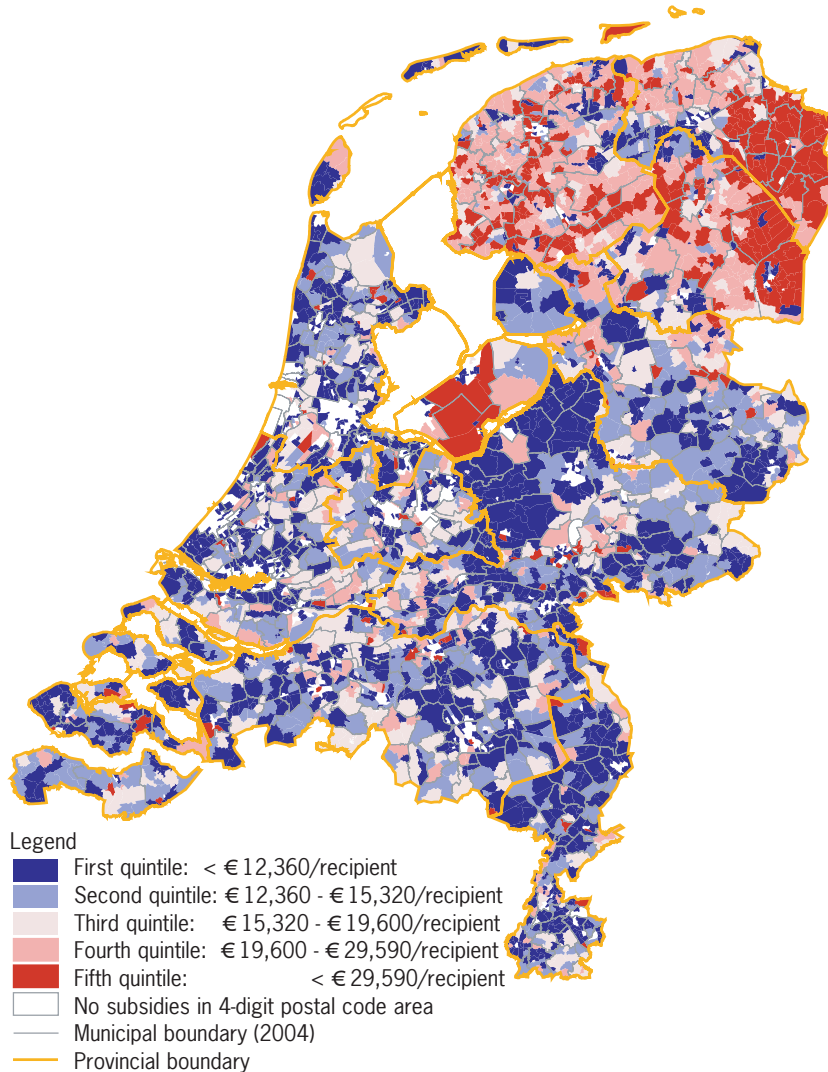 Legend
First quintile: < € 12,360/recipient
Second quintile: € 12,360 - € 15,320/recipient
Third quintile: € 15,320 - € 19,600/recipient
Fourth quintile: € 19,600 - € 29,590/recipient
Fifth quintile: < € 29,590/recipient
No subsidies in 4-digit postal code area
Municipal boundary (2004)
Provincial boundary